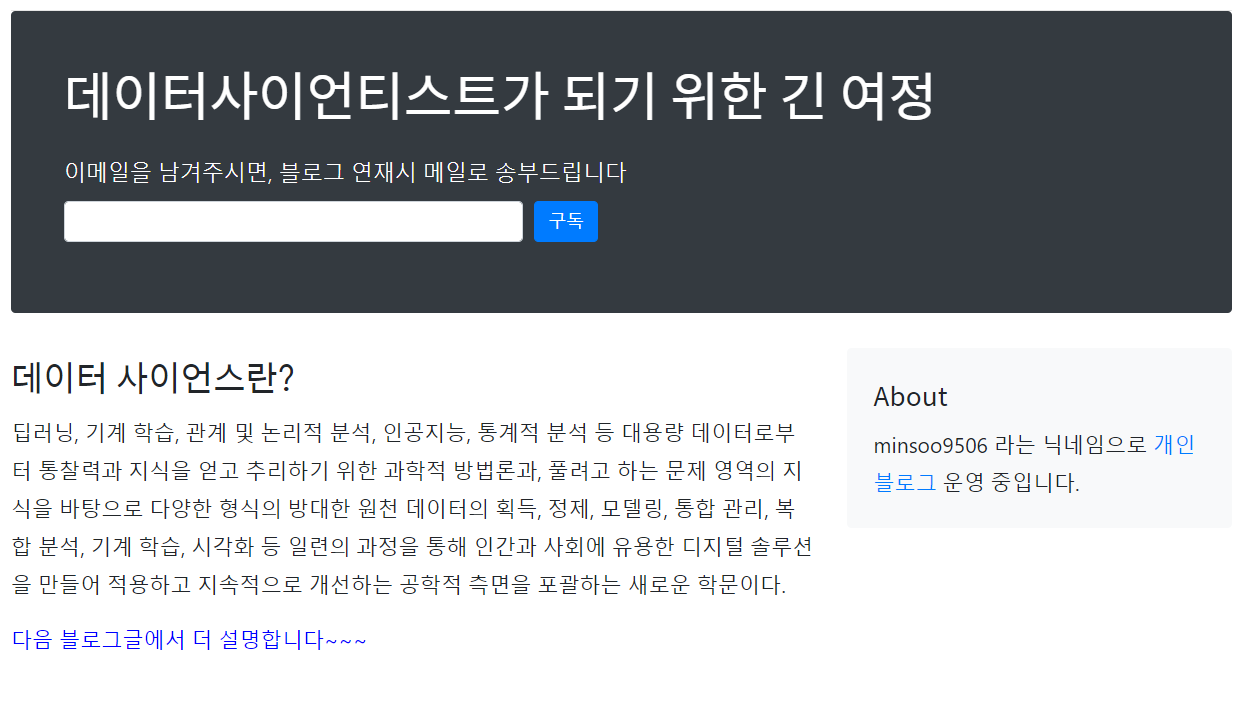 데이터사이언티스트가 되기 위한 긴 여정
이메일을 남겨주시면, 블로그 연재시 메일로 송부드립니다
구독
데이터 사이언스란?
딥러닝, 기계 학습, 관계 및 논리적 분석, 인공지능, 통계적 분석 등 대용량 데이터로부
터 통찰력과 지식을 얻고 추리하기 위한 과학적 방법론과, 풀려고 하는 문제 영역의 지
식을 바탕으로 다양한 형식의 방대한 원천 데이터의 획득, 정제, 모델링, 통합 관리, 복
합 분석, 기계 학습, 시각화 등 일련의 과정을 통해 인간과 사회에 유용한 디지털 솔루션
을 만들어 적용하고 지속적으로 개선하는 공학적 측면을 포괄하는 새로운 학문이다.
다음 블로그글에서 더 설명합니다~~~
About
minsoo9506 라는 닉네임으로 개인
블로그 운영 중입니다.